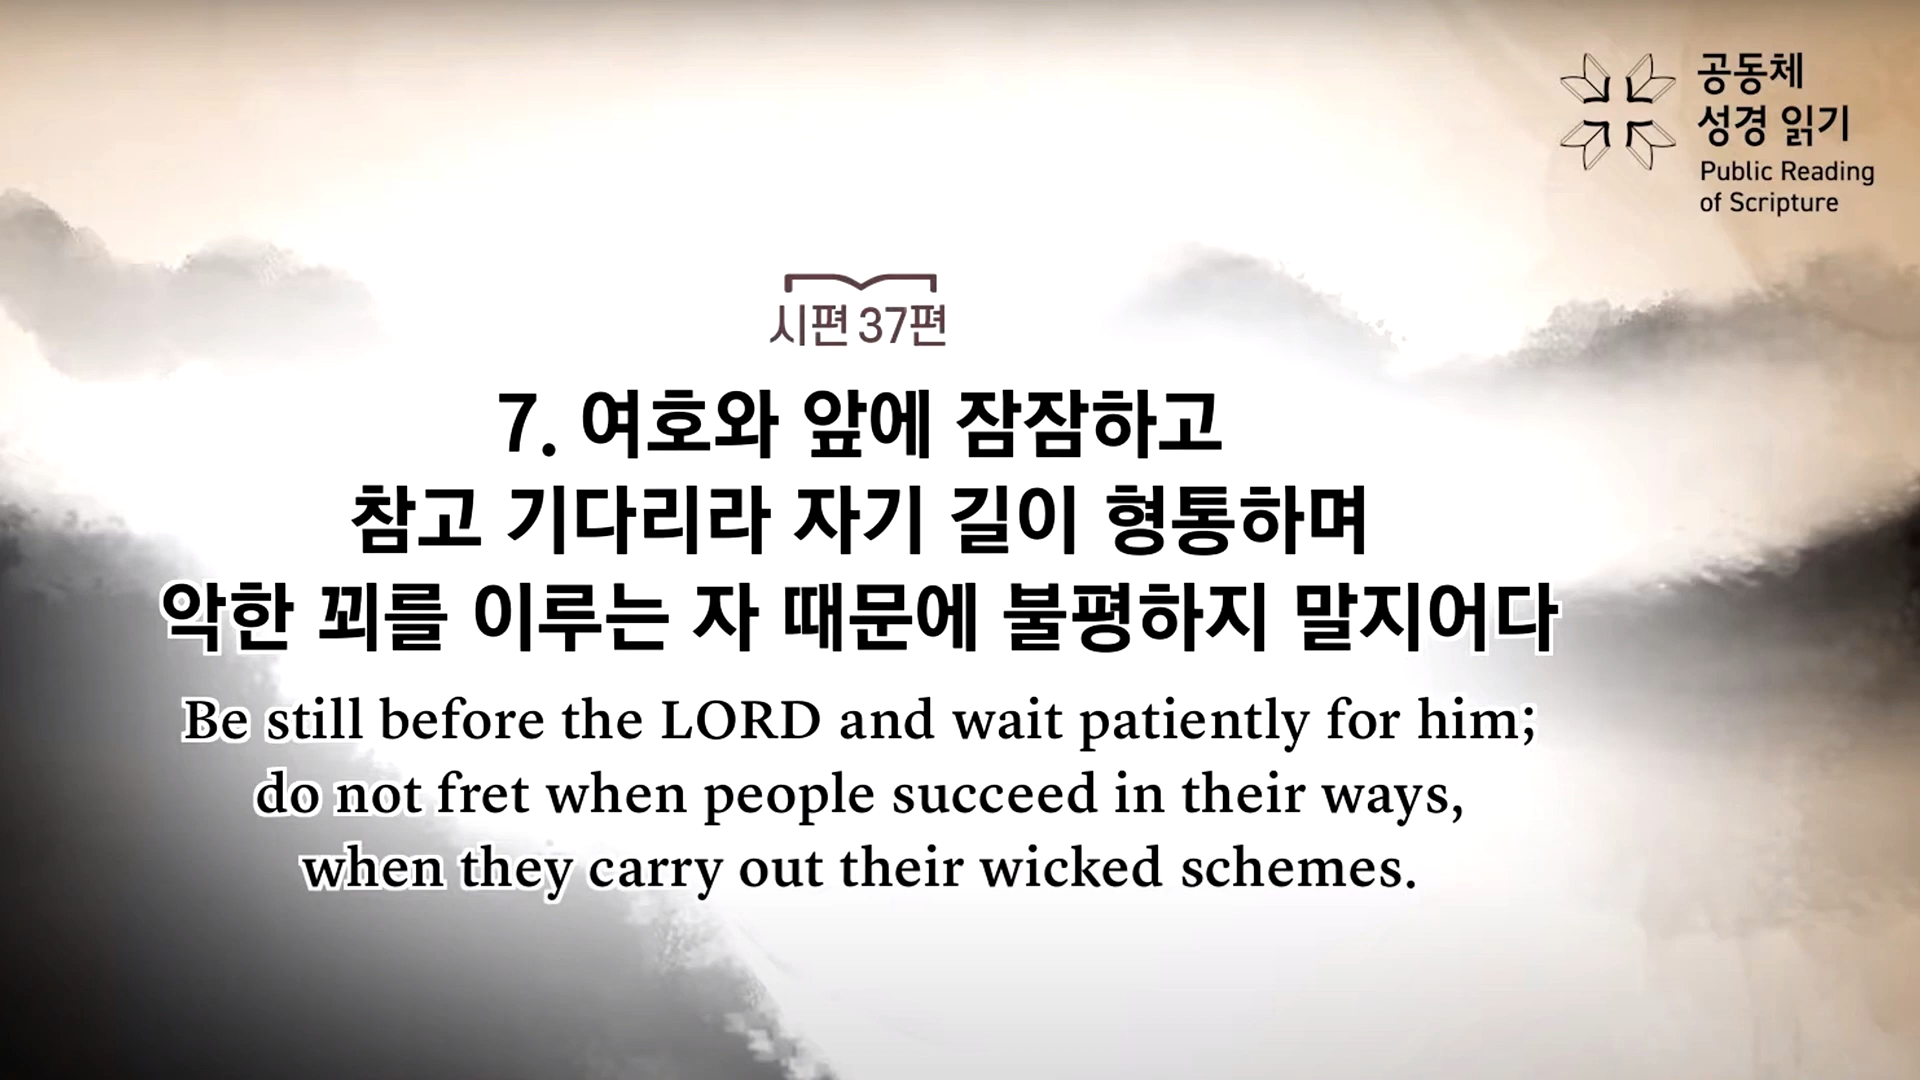 공동체
성경 읽기
Public Reading
of Scripture
시편 37편
7. 여호와 앞에 잠잠하고
참고 기다리라 자기 길이 형통하며
악한 꾀를 이루는 자 때문에 불평하지 말지어다
Be still before the LORD and wait patiently for him;
do not fret when people succeed in their ways,
when they carry out their wicked schemes.